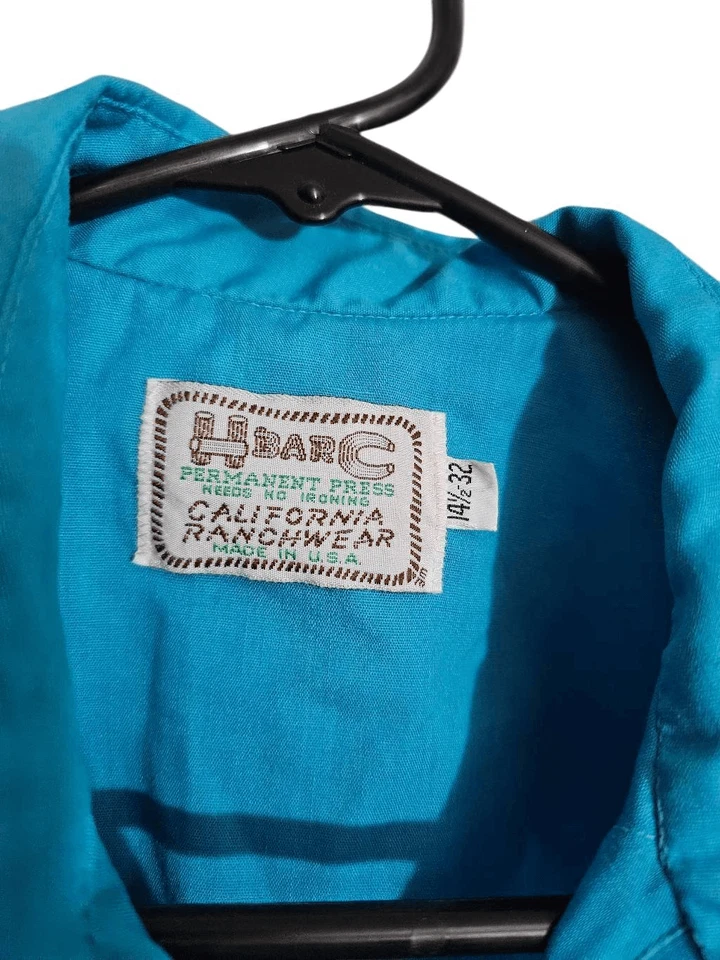 H BAR C
PERMANENT PRESS
NEEDS NO IRONING
CALIFORNIA
RANCHWEAR
MADE IN U.S.A.
14½-32